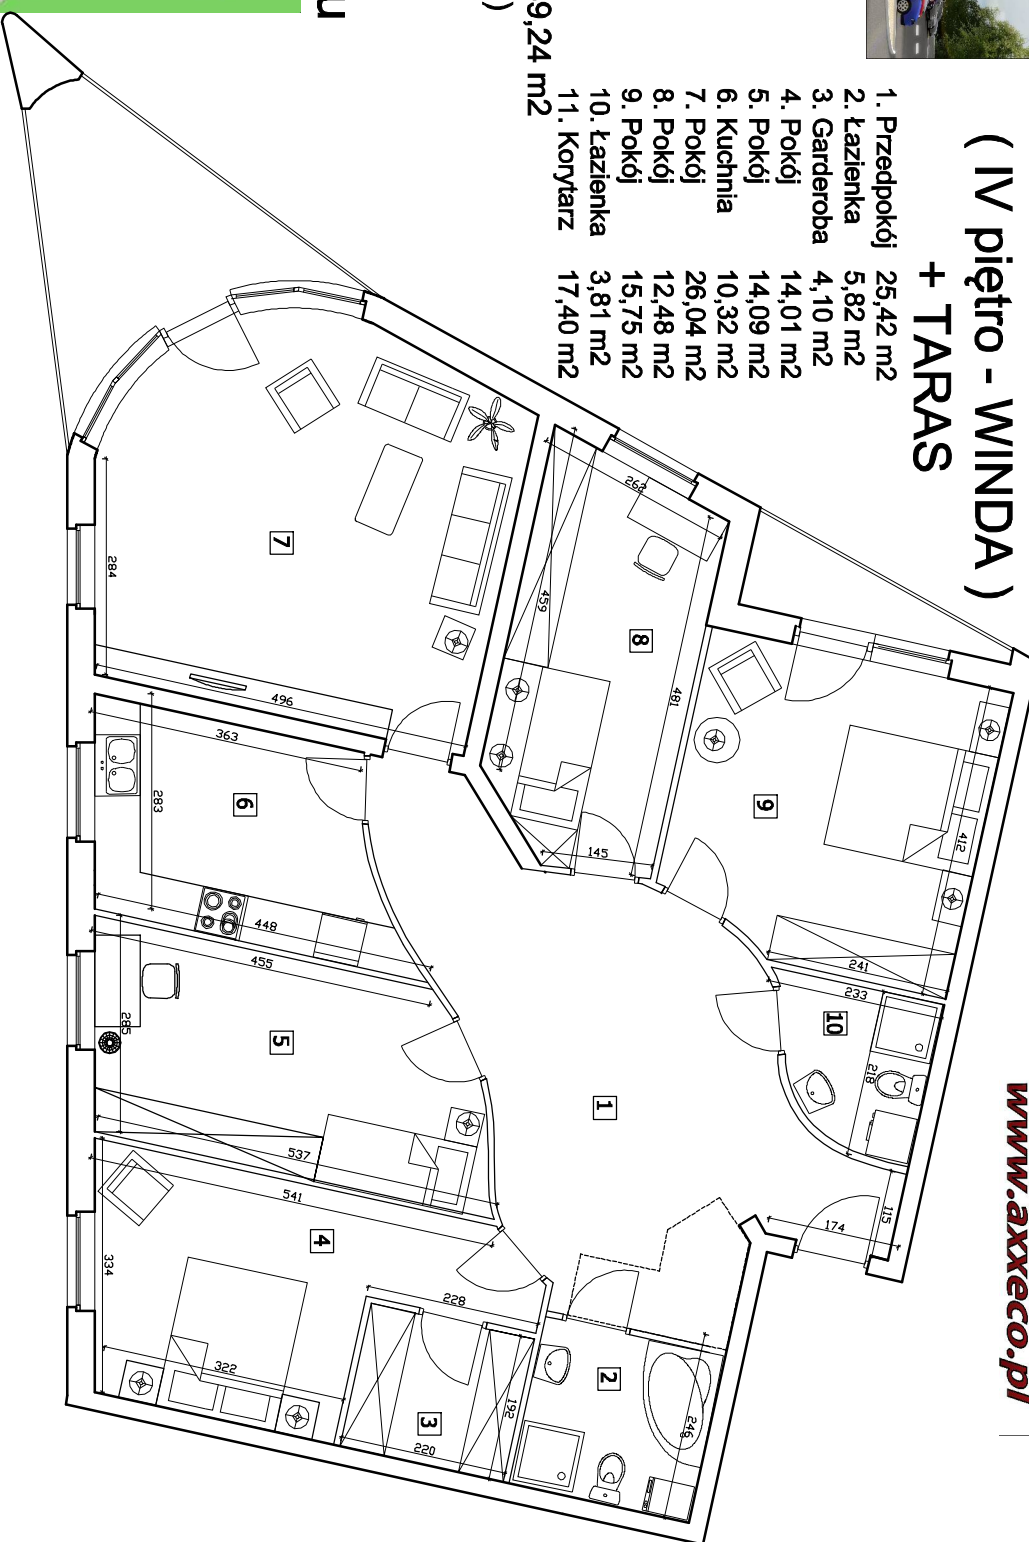 ( IV piętro - WINDA )
+ TARAS
1. Przedpokój 25,42 m2
2. Łazienka 5,82 m2
3. Garderoba 4,10 m2
4. Pokój 14,01 m2
5. Pokój 14,09 m2
6. Kuchnia 10,32 m2
7. Pokój 26,04 m2
8. Pokój 12,48 m2
9. Pokój 15,75 m2
10. Łazienka 3,81 m2
11. Korytarz 17,40 m2
9,24 m2
)
u
www.axxeco.pl
7
284
496
262
459
8
481
145
9
412
241
233
10
218
363
6
283
448
455
5
285
537
1
115
174
541
4
334
228
322
3
192
220
2
246